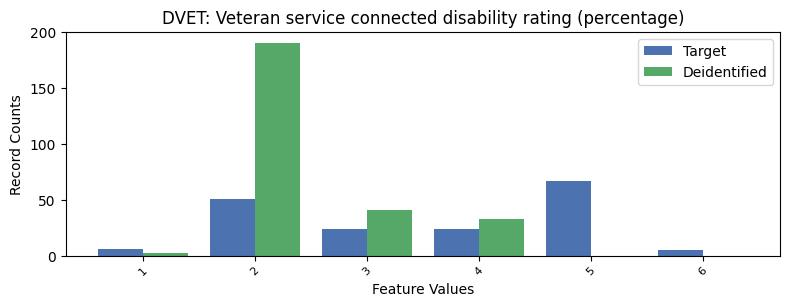 DVET: Veteran service connected disability rating (percentage)
Target
Deidentified
Record Counts
200
150
100
50
0
1 2 3 4 5 6
Feature Values